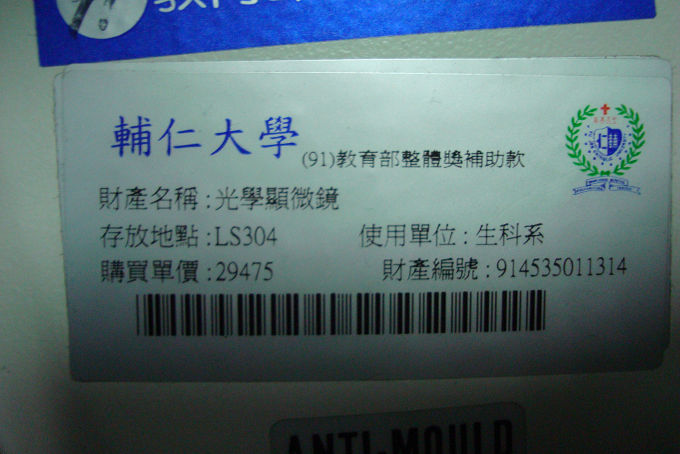 輔仁大學
(91)教育部整體獎補助款
財產名稱:光學顯微鏡
存放地點:LS304 使用單位:生科系
購買單價:29475 財產編號:914535011314
ANTI-MOULD